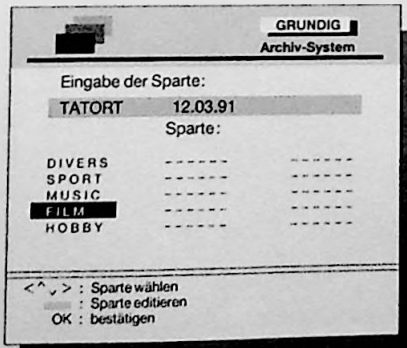 GRUNDIG
Archiv-System
Eingabe der Sparte:
TATORT 12.03.91
Sparte:
DIVERS ------ ------
SPORT ------ ------
MUSIC ------ ------
FILM ------ ------
HOBBY ------ ------
<^⌄> : Sparte wählen
: Sparte editieren
OK : bestätigen